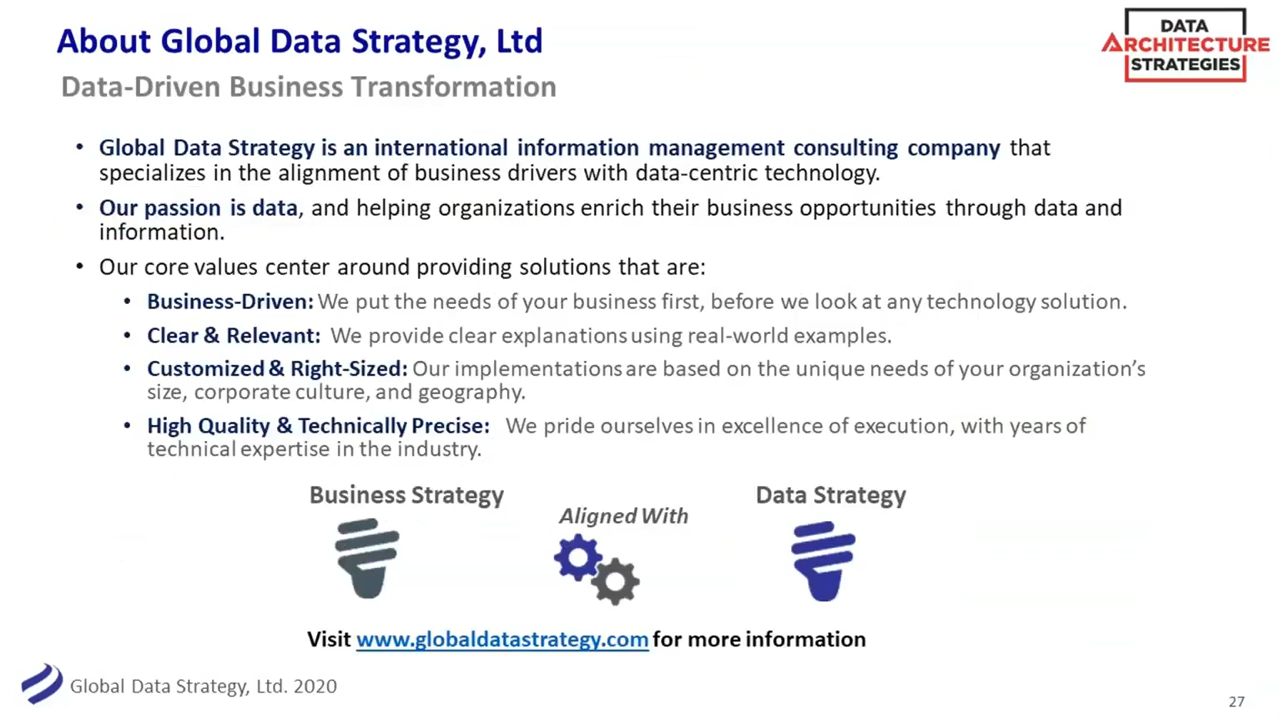 About Global Data Strategy, Ltd
Data-Driven Business Transformation
DATA
ARCHITECTURE
STRATEGIES
• Global Data Strategy is an international information management consulting company that
specializes in the alignment of business drivers with data-centric technology.
• Our passion is data, and helping organizations enrich their business opportunities through data and
information.
• Our core values center around providing solutions that are:
• Business-Driven: We put the needs of your business first, before we look at any technology solution.
• Clear & Relevant: We provide clear explanations using real-world examples.
• Customized & Right-Sized: Our implementations are based on the unique needs of your organization's
size, corporate culture, and geography.
• High Quality & Technically Precise: We pride ourselves in excellence of execution, with years of
technical expertise in the industry.
Business Strategy
Aligned With
Data Strategy
Visit www.globaldatastrategy.com for more information
Global Data Strategy, Ltd. 2020
27